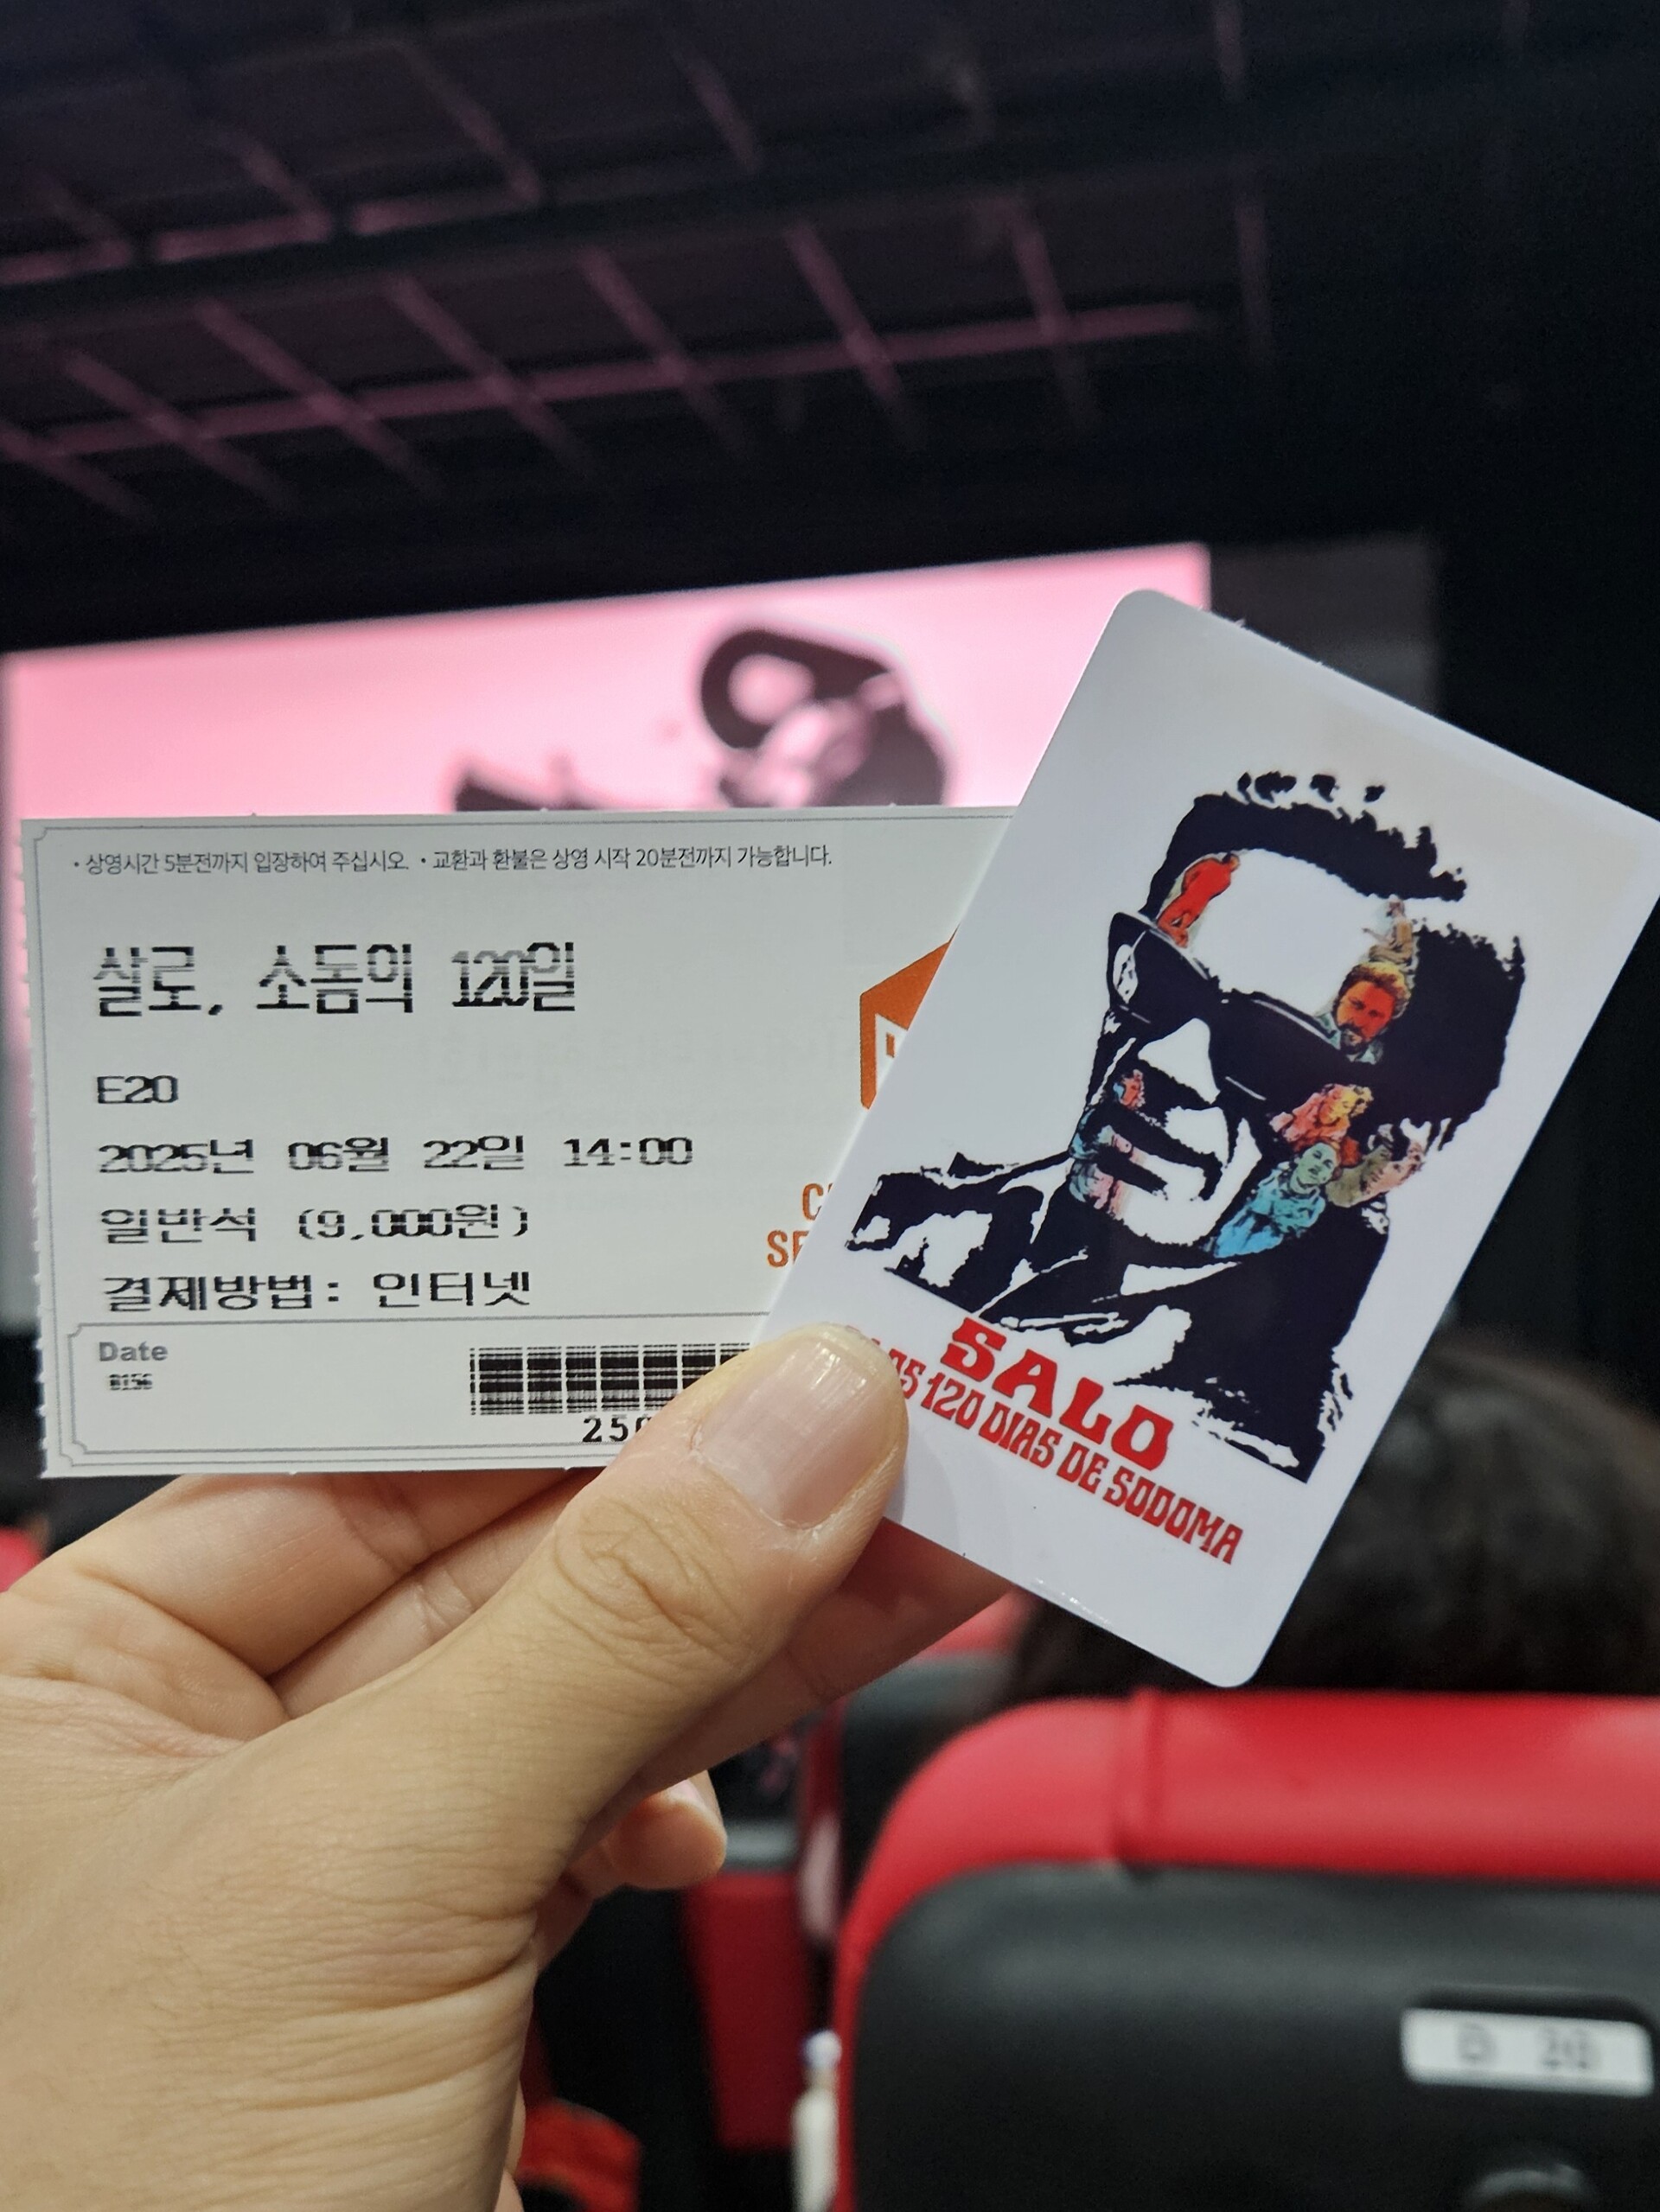 • 상영시간 5분전까지 입장하여 주십시오. • 교환과 환불은 상영 시작 20분전까지 가능합니다.
살로, 소돔의 120일
E20
2025년 06월 22일 14:00
일반석 (9,000원)
결제방법: 인터넷
Date
0156
250
SALO
120 DIAS DE SODOMA
D 20